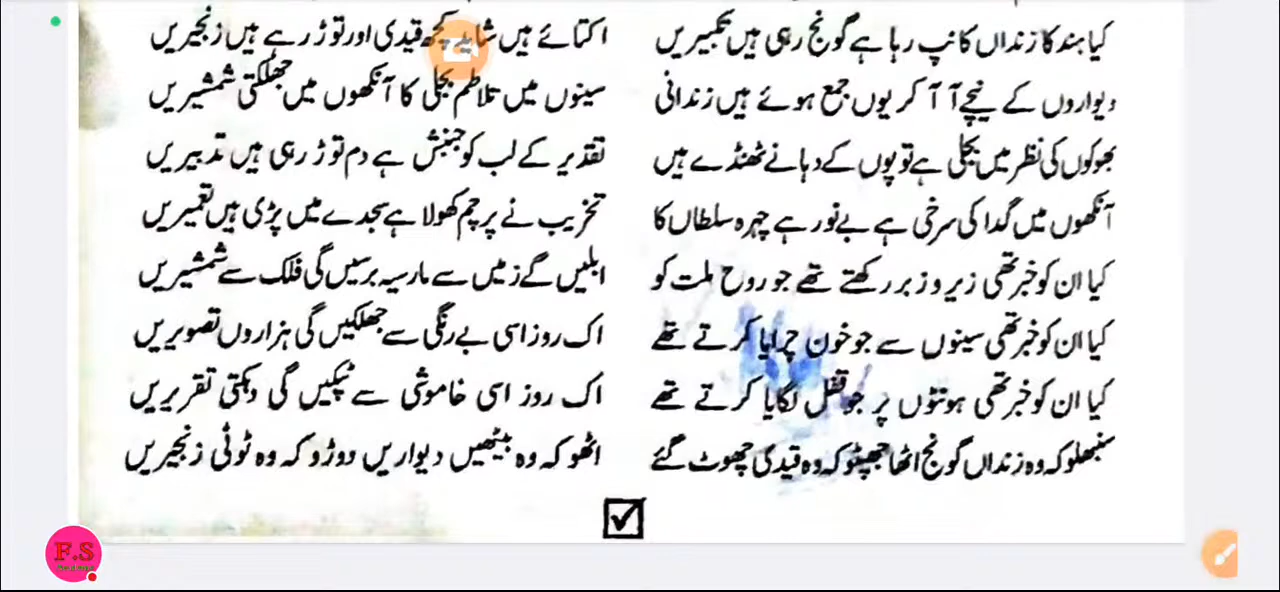 کیا ہند کا زنداں کانپ رہا ہے گونج رہی ہیں تکبیریں اکتائے ہیں شاید کچھ قیدی اور توڑ رہے ہیں زنجیریں
دیواروں کے نیچے آ آ کر یوں جمع ہوئے ہیں زندانی سینوں میں تلاطم بجلی کا آنکھوں میں جھلکتی شمشیریں
بھوکوں کی نظر میں بجلی ہے توپوں کے دہانے ٹھنڈے ہیں تقدیر کے لب کو جنبش ہے دم توڑ رہی ہیں تدبیریں
آنکھوں میں گدا کی سرخی ہے بے نور ہے چہرہ سلطاں کا تخریب نے پرچم کھولا ہے سجدے میں پڑی ہیں تعمیریں
کیا ان کو خبر تھی زیر و زبر رکھتے تھے جو روح ملت کو ابلیں گے زمیں سے مار سیہ برسیں گی فلک سے شمشیریں
کیا ان کو خبر تھی سینوں سے جو خون چرایا کرتے تھے اک روز اسی بے رنگی سے جھلکیں گی ہزاروں تصویریں
کیا ان کو خبر تھی ہونٹوں پر جو قفل لگایا کرتے تھے اک روز اسی خاموشی سے ٹپکیں گی دہکتی تقریریں
سنبھلو کہ وہ زنداں گونج اٹھا جھپٹو کہ وہ قیدی چھوٹ گئے اٹھو کہ وہ بیٹھیں دیواریں دوڑو کہ وہ ٹوٹی زنجیریں
F.S